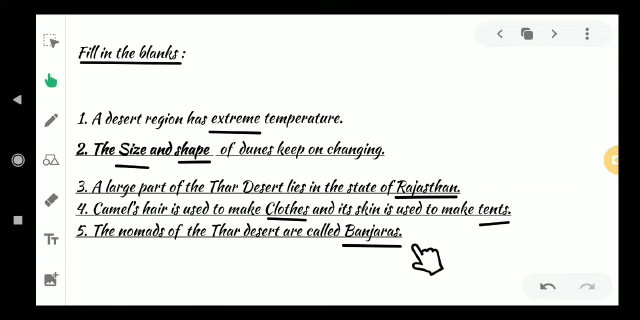 Fill in the blanks :
1. A desert region has extreme temperature.
2. The Size and shape of dunes keep on changing.
3. A large part of the Thar Desert lies in the state of Rajasthan.
4. Camel's hair is used to make Clothes and its skin is used to make tents.
5. The nomads of the Thar desert are called Banjaras.